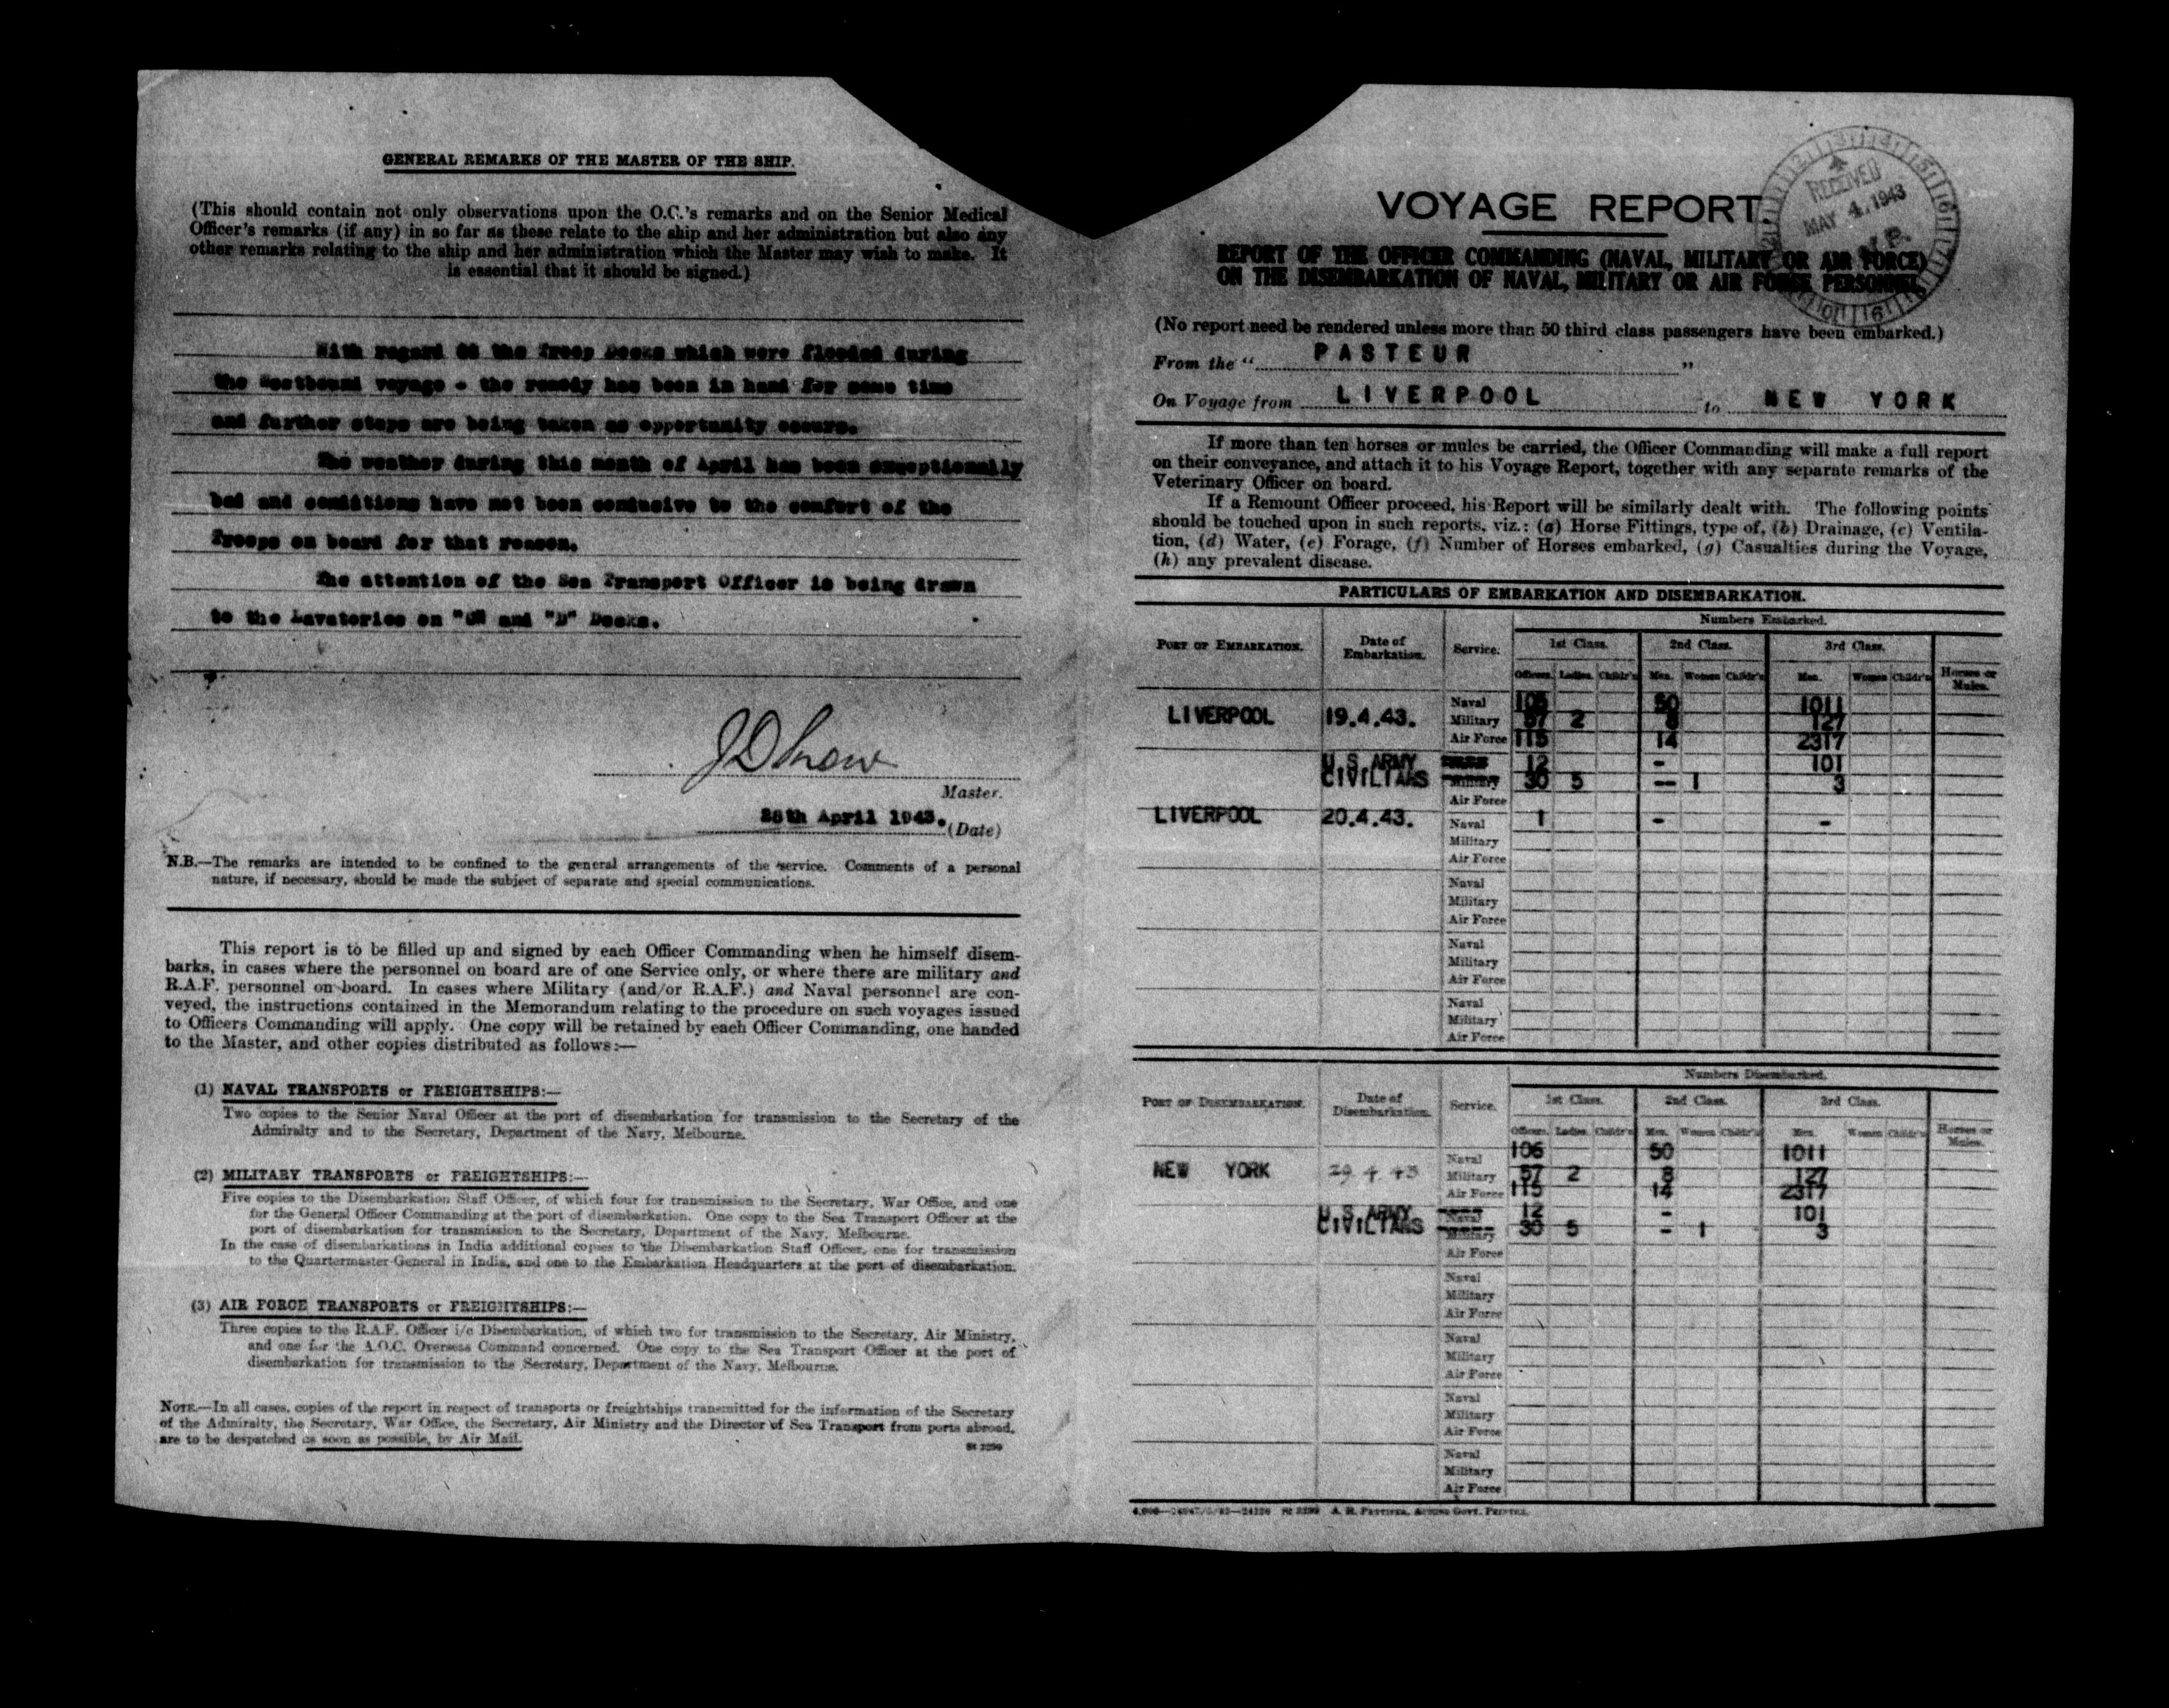 GENERAL REMARKS OF THE MASTER OF THE SHIP.
(This should contain not only observations upon the O.C.'s remarks and on the Senior Medical
Officer's remarks (if any) in so far as these relate to the ship and her administration but also any
other remarks relating to the ship and her administration which the Master may wish to make. It
is essential that it should be signed.)
With regard to the Troop Decks which were flooded during
the Westbound voyage - the remedy has been in hand for some time
and further steps are being taken as opportunity occurs.
The weather during this month of April has been exceptionally
bad and conditions have not been conducive to the comfort of the
Troops on board for that reason.
The attention of the Sea Transport Officer is being drawn
to the Lavatories on "C" and "D" Decks.
Master.
28th April 1943. (Date)
N.B.—The remarks are intended to be confined to the general arrangements of the service. Comments of a personal
nature, if necessary, should be made the subject of separate and special communications.
This report is to be filled up and signed by each Officer Commanding when he himself disem-
barks, in cases where the personnel on board are of one Service only, or where there are military and
R.A.F. personnel on board. In cases where Military (and/or R.A.F.) and Naval personnel are con-
veyed, the instructions contained in the Memorandum relating to the procedure on such voyages issued
to Officers Commanding will apply. One copy will be retained by each Officer Commanding, one handed
to the Master, and other copies distributed as follows:—
(1) NAVAL TRANSPORTS or FREIGHTSHIPS:—
Two copies to the Senior Naval Officer at the port of disembarkation for transmission to the Secretary of the
Admiralty and to the Secretary, Department of the Navy, Melbourne.
(2) MILITARY TRANSPORTS or FREIGHTSHIPS:—
Five copies to the Disembarkation Staff Officer, of which four for transmission to the Secretary, War Office, and one
for the General Officer Commanding at the port of disembarkation. One copy to the Sea Transport Officer at the
port of disembarkation for transmission to the Secretary, Department of the Navy, Melbourne.
In the case of disembarkations in India additional copies to the Disembarkation Staff Officer, one for transmission
to the Quartermaster-General in India, and one to the Embarkation Headquarters at the port of disembarkation.
(3) AIR FORCE TRANSPORTS or FREIGHTSHIPS:—
Three copies to the R.A.F. Officer i/c Disembarkation, of which two for transmission to the Secretary, Air Ministry,
and one for the A.O.C. Overseas Command concerned. One copy to the Sea Transport Officer at the port of
disembarkation for transmission to the Secretary, Department of the Navy, Melbourne.
NOTE.—In all cases, copies of the report in respect of transports or freightships transmitted for the information of the Secretary
of the Admiralty, the Secretary, War Office, the Secretary, Air Ministry and the Director of Sea Transport from ports abroad,
are to be despatched as soon as possible, by Air Mail.
RECEIVED
MAY 4.1943
VOYAGE REPORT.
REPORT OF THE OFFICER COMMANDING (NAVAL, MILITARY OR AIR FORCE)
ON THE DISEMBARKATION OF NAVAL, MILITARY OR AIR FORCE PERSONNEL.
(No report need be rendered unless more than 50 third class passengers have been embarked.)
From the " PASTEUR "
On Voyage from LIVERPOOL to NEW YORK
If more than ten horses or mules be carried, the Officer Commanding will make a full report
on their conveyance, and attach it to his Voyage Report, together with any separate remarks of the
Veterinary Officer on board.
If a Remount Officer proceed, his Report will be similarly dealt with. The following points
should be touched upon in such reports, viz.: (a) Horse Fittings, type of, (b) Drainage, (c) Ventila-
tion, (d) Water, (e) Forage, (f) Number of Horses embarked, (g) Casualties during the Voyage,
(h) any prevalent disease.
PARTICULARS OF EMBARKATION AND DISEMBARKATION.
Numbers Embarked.
PORT OF EMBARKATION. Date of Embarkation. Service. 1st Class. 2nd Class. 3rd Class. Horses or Mules.
Officers. Ladies. Childr'n Men. Women Childr'n Men. Women Childr'n
Naval 105 50 1011
LIVERPOOL 19.4.43. Military 57 2 8 127
Air Force 115 14 2317
U.S. ARMY 12 - 101
CIVILIANS Military 30 5 - 1 3
Air Force
LIVERPOOL 20.4.43. Naval 1 - -
Military
Air Force
Naval
Military
Air Force
Naval
Military
Air Force
Naval
Military
Air Force
Numbers Disembarked.
PORT OF DISEMBARKATION. Date of Disembarkation. Service. 1st Class. 2nd Class. 3rd Class. Horses or Mules.
Officers. Ladies. Childr'n Men. Women Childr'n Men. Women Childr'n
Naval 106 50 1011
NEW YORK 29.4.43 Military 57 2 8 127
Air Force 115 14 2317
U.S. ARMY Naval 12 - 101
CIVILIANS Military 30 5 - 1 3
Air Force
Naval
Military
Air Force
Naval
Military
Air Force
Naval
Military
Air Force
Naval
Military
Air Force